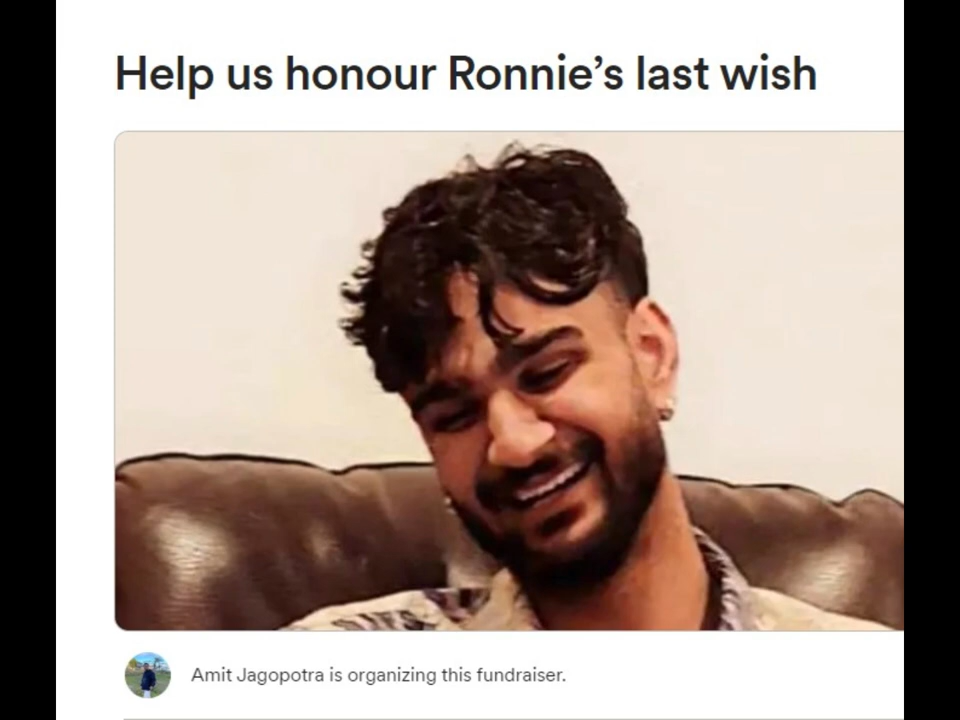 Help us honour Ronnie’s last wish
Amit Jagopotra is organizing this fundraiser.